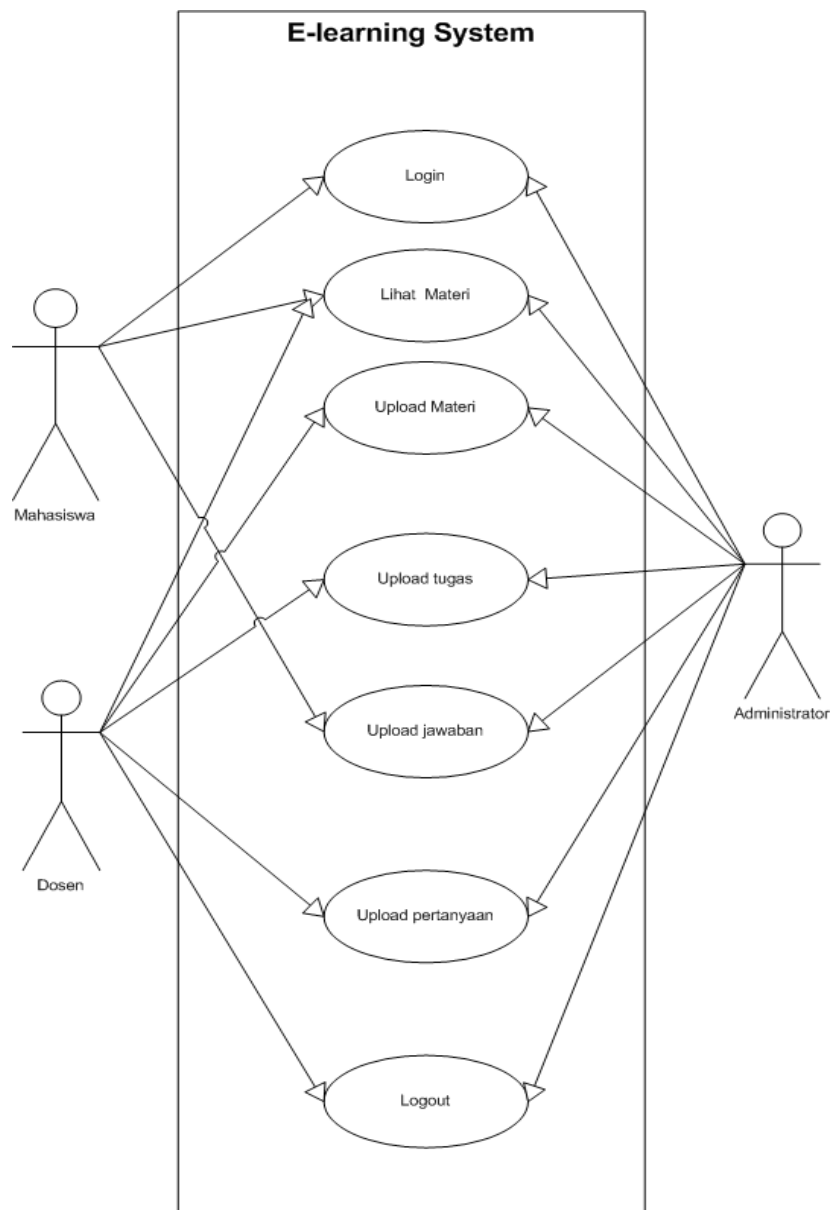 E-learning System
Login
Lihat Materi
Upload Materi
Mahasiswa
Upload tugas
Upload jawaban
Administrator
Dosen
Upload pertanyaan
Logout